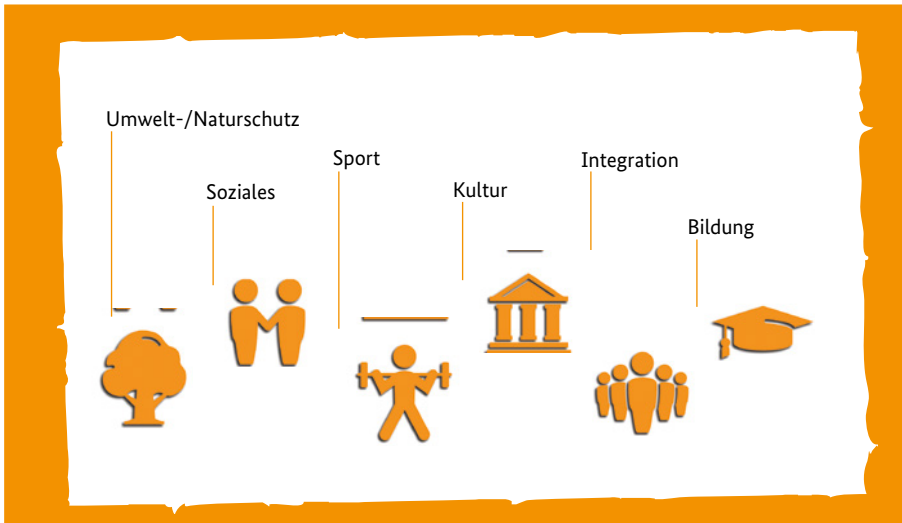 Umwelt-/Naturschutz
Soziales
Sport
Kultur
Integration
Bildung